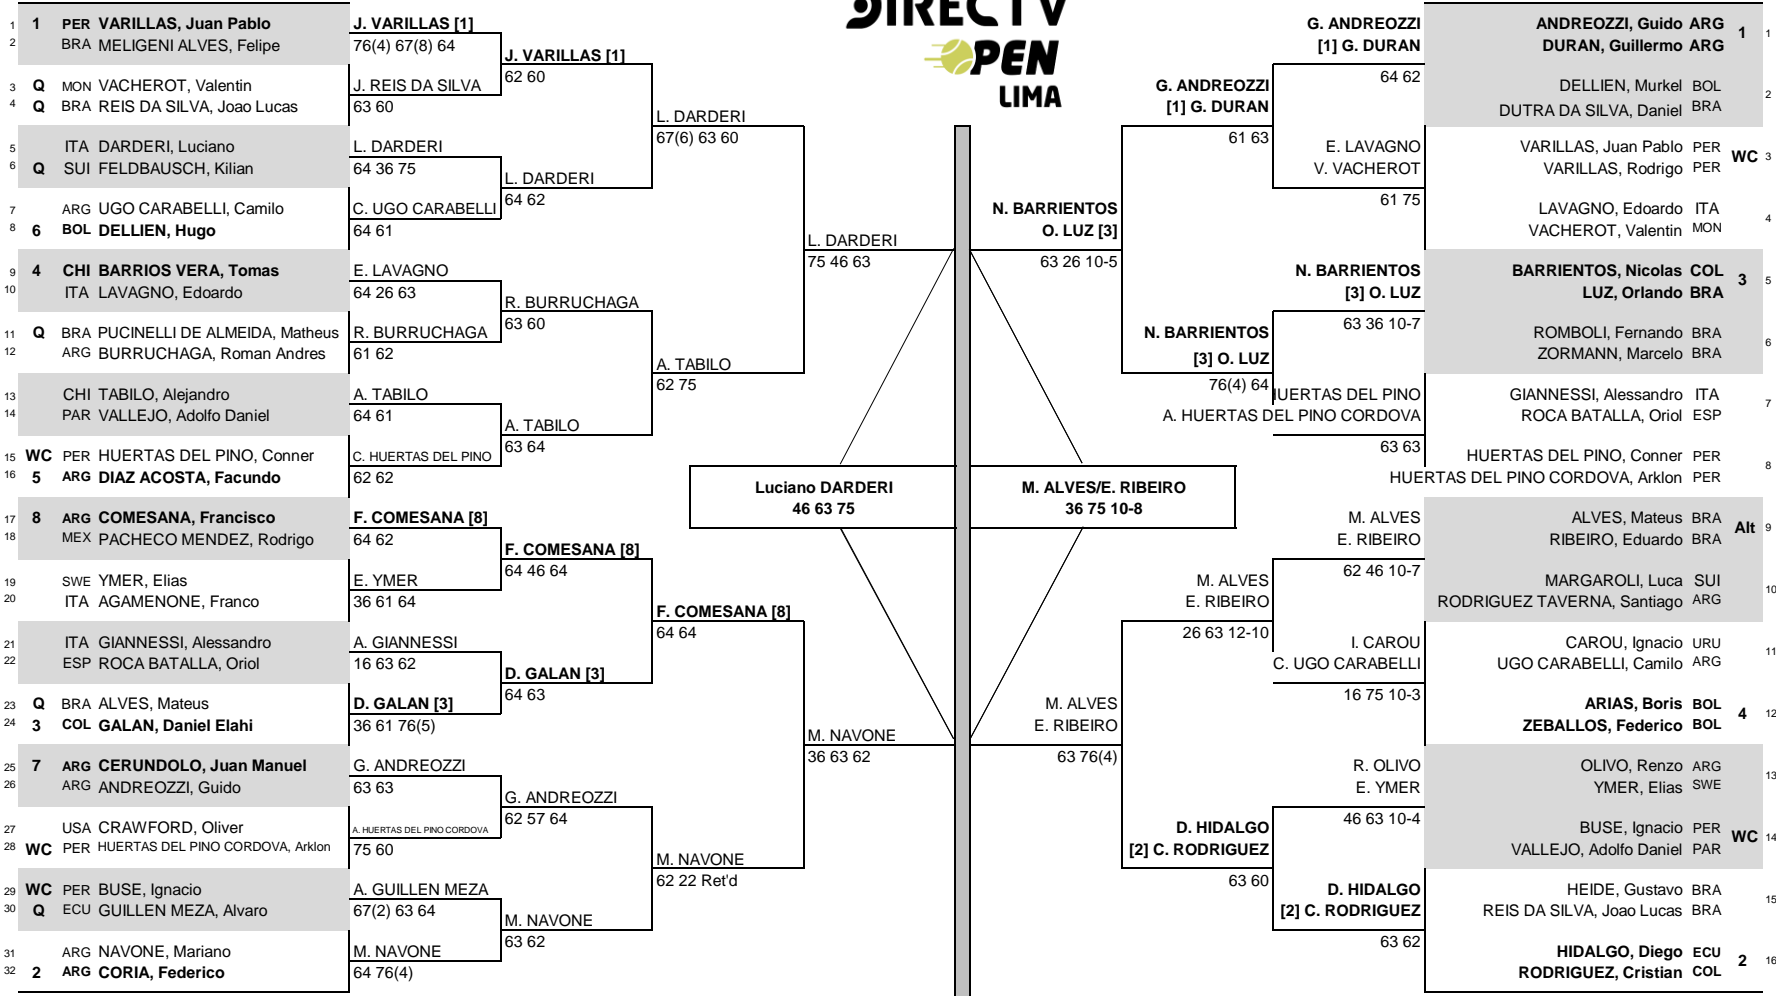 DIRECTV
OPEN
LIMA
1 1 PER VARILLAS, Juan Pablo
2 BRA MELIGENI ALVES, Felipe
3 Q MON VACHEROT, Valentin
4 Q BRA REIS DA SILVA, Joao Lucas
5 ITA DARDERI, Luciano
6 Q SUI FELDBAUSCH, Kilian
7 ARG UGO CARABELLI, Camilo
8 6 BOL DELLIEN, Hugo
9 4 CHI BARRIOS VERA, Tomas
10 ITA LAVAGNO, Edoardo
11 Q BRA PUCINELLI DE ALMEIDA, Matheus
12 ARG BURRUCHAGA, Roman Andres
13 CHI TABILO, Alejandro
14 PAR VALLEJO, Adolfo Daniel
15 WC PER HUERTAS DEL PINO, Conner
16 5 ARG DIAZ ACOSTA, Facundo
17 8 ARG COMESANA, Francisco
18 MEX PACHECO MENDEZ, Rodrigo
19 SWE YMER, Elias
20 ITA AGAMENONE, Franco
21 ITA GIANNESSI, Alessandro
22 ESP ROCA BATALLA, Oriol
23 Q BRA ALVES, Mateus
24 3 COL GALAN, Daniel Elahi
25 7 ARG CERUNDOLO, Juan Manuel
26 ARG ANDREOZZI, Guido
27 USA CRAWFORD, Oliver
28 WC PER HUERTAS DEL PINO CORDOVA, Arklon
29 WC PER BUSE, Ignacio
30 Q ECU GUILLEN MEZA, Alvaro
31 ARG NAVONE, Mariano
32 2 ARG CORIA, Federico
J. VARILLAS [1]
76(4) 67(8) 64
J. REIS DA SILVA
63 60
L. DARDERI
64 36 75
C. UGO CARABELLI
64 61
E. LAVAGNO
64 26 63
R. BURRUCHAGA
61 62
A. TABILO
64 61
C. HUERTAS DEL PINO
62 62
F. COMESANA [8]
64 62
E. YMER
36 61 64
A. GIANNESSI
16 63 62
D. GALAN [3]
36 61 76(5)
G. ANDREOZZI
63 63
A. HUERTAS DEL PINO CORDOVA
75 60
A. GUILLEN MEZA
67(2) 63 64
M. NAVONE
64 76(4)
J. VARILLAS [1]
62 60
L. DARDERI
64 62
R. BURRUCHAGA
63 60
A. TABILO
63 64
F. COMESANA [8]
64 46 64
D. GALAN [3]
64 63
G. ANDREOZZI
62 57 64
M. NAVONE
63 62
L. DARDERI
67(6) 63 60
A. TABILO
62 75
F. COMESANA [8]
64 64
M. NAVONE
62 22 Ret'd
L. DARDERI
75 46 63
M. NAVONE
36 63 62
Luciano DARDERI
46 63 75
M. ALVES/E. RIBEIRO
36 75 10-8
N. BARRIENTOS
O. LUZ [3]
63 26 10-5
M. ALVES
E. RIBEIRO
63 76(4)
G. ANDREOZZI
[1] G. DURAN
61 63
N. BARRIENTOS
[3] O. LUZ
76(4) 64
M. ALVES
E. RIBEIRO
26 63 12-10
D. HIDALGO
[2] C. RODRIGUEZ
63 60
G. ANDREOZZI
[1] G. DURAN
64 62
E. LAVAGNO
V. VACHEROT
61 75
N. BARRIENTOS
[3] O. LUZ
63 36 10-7
HUERTAS DEL PINO
A. HUERTAS DEL PINO CORDOVA
63 63
M. ALVES
E. RIBEIRO
62 46 10-7
I. CAROU
C. UGO CARABELLI
16 75 10-3
R. OLIVO
E. YMER
46 63 10-4
D. HIDALGO
[2] C. RODRIGUEZ
63 62
ANDREOZZI, Guido ARG 1 1
DURAN, Guillermo ARG
DELLIEN, Murkel BOL 2
DUTRA DA SILVA, Daniel BRA
VARILLAS, Juan Pablo PER WC 3
VARILLAS, Rodrigo PER
LAVAGNO, Edoardo ITA 4
VACHEROT, Valentin MON
BARRIENTOS, Nicolas COL 3 5
LUZ, Orlando BRA
ROMBOLI, Fernando BRA 6
ZORMANN, Marcelo BRA
GIANNESSI, Alessandro ITA 7
ROCA BATALLA, Oriol ESP
HUERTAS DEL PINO, Conner PER 8
HUERTAS DEL PINO CORDOVA, Arklon PER
ALVES, Mateus BRA Alt 9
RIBEIRO, Eduardo BRA
MARGAROLI, Luca SUI 10
RODRIGUEZ TAVERNA, Santiago ARG
CAROU, Ignacio URU 11
UGO CARABELLI, Camilo ARG
ARIAS, Boris BOL 4 12
ZEBALLOS, Federico BOL
OLIVO, Renzo ARG 13
YMER, Elias SWE
BUSE, Ignacio PER WC 14
VALLEJO, Adolfo Daniel PAR
HEIDE, Gustavo BRA 15
REIS DA SILVA, Joao Lucas BRA
HIDALGO, Diego ECU 2 16
RODRIGUEZ, Cristian COL